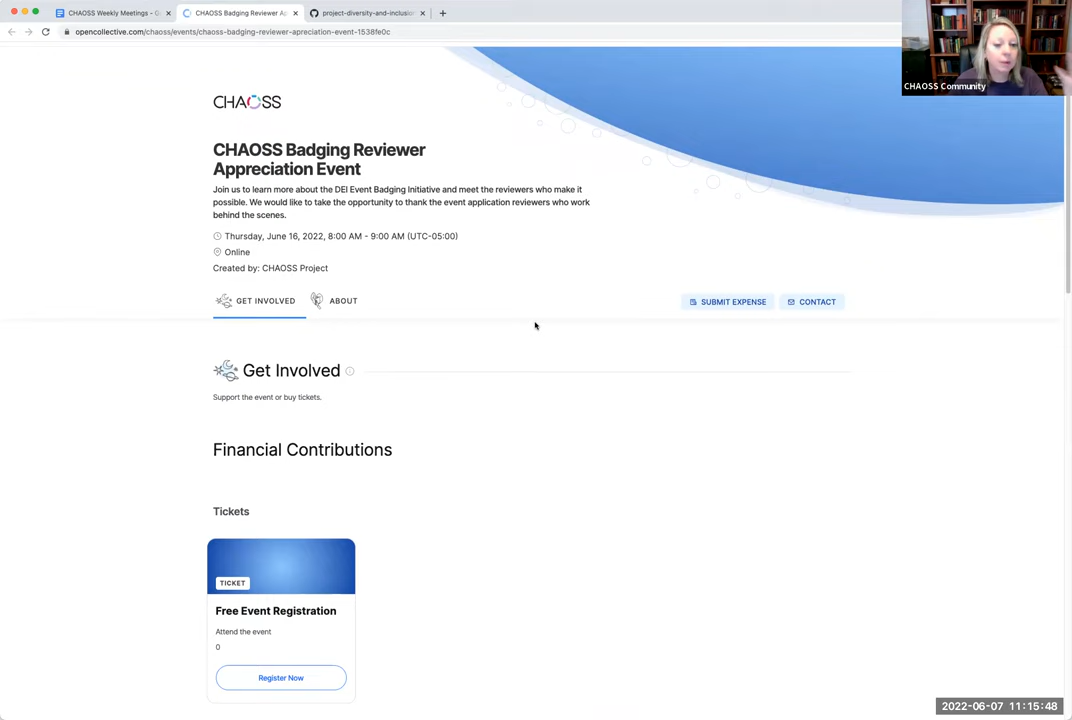 CHAOSS Weekly Meetings - G
CHAOSS Badging Reviewer Ap
project-diversity-and-inclusion
opencollective.com/chaoss/events/chaoss-badging-reviewer-apreciation-event-1538fe0c
CHAOSS Community
CHAOSS
CHAOSS Badging Reviewer
Appreciation Event
Join us to learn more about the DEI Event Badging Initiative and meet the reviewers who make it
possible. We would like to take the opportunity to thank the event application reviewers who work
behind the scenes.
Thursday, June 16, 2022, 8:00 AM - 9:00 AM (UTC-05:00)
Online
Created by: CHAOSS Project
GET INVOLVED
ABOUT
SUBMIT EXPENSE
CONTACT
Get Involved
Support the event or buy tickets.
Financial Contributions
Tickets
TICKET
Free Event Registration
Attend the event
0
Register Now
2022-06-07 11:15:48